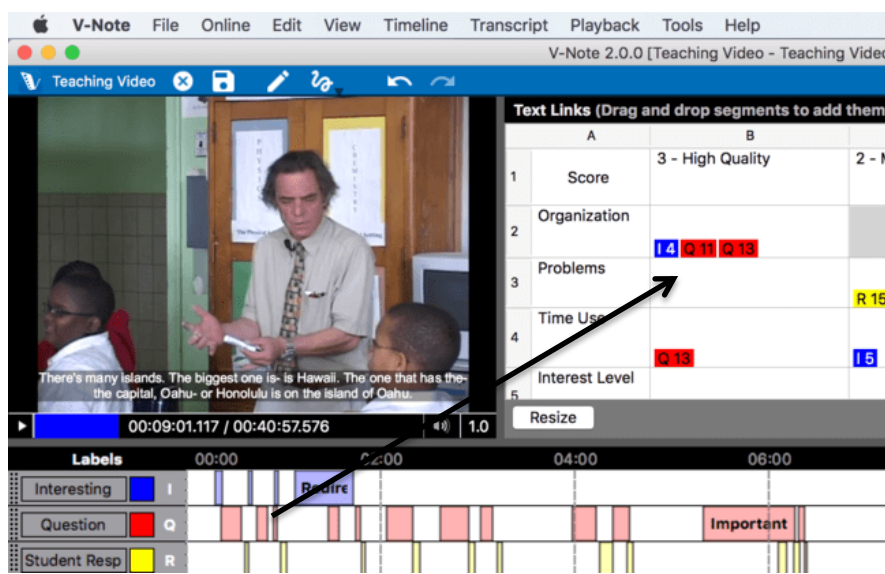 V-Note File Online Edit View Timeline Transcript Playback Tools Help
V-Note 2.0.0 [Teaching Video - Teaching Video
Teaching Video
Text Links (Drag and drop segments to add them
A B
1 Score 3 - High Quality 2 -
2 Organization
I 4 Q 11 Q 13
3 Problems
R 15
4 Time Use
Q 13 I 5
5 Interest Level
Resize
PHYSICS
CHEMISTRY
There's many islands. The biggest one is- is Hawaii. The one that has the-
the capital, Oahu- or Honolulu is on the island of Oahu.
00:09:01.117 / 00:40:57.576 1.0
Labels 00:00 02:00 04:00 06:00
Interesting I Redire
Question Q Important
Student Resp R